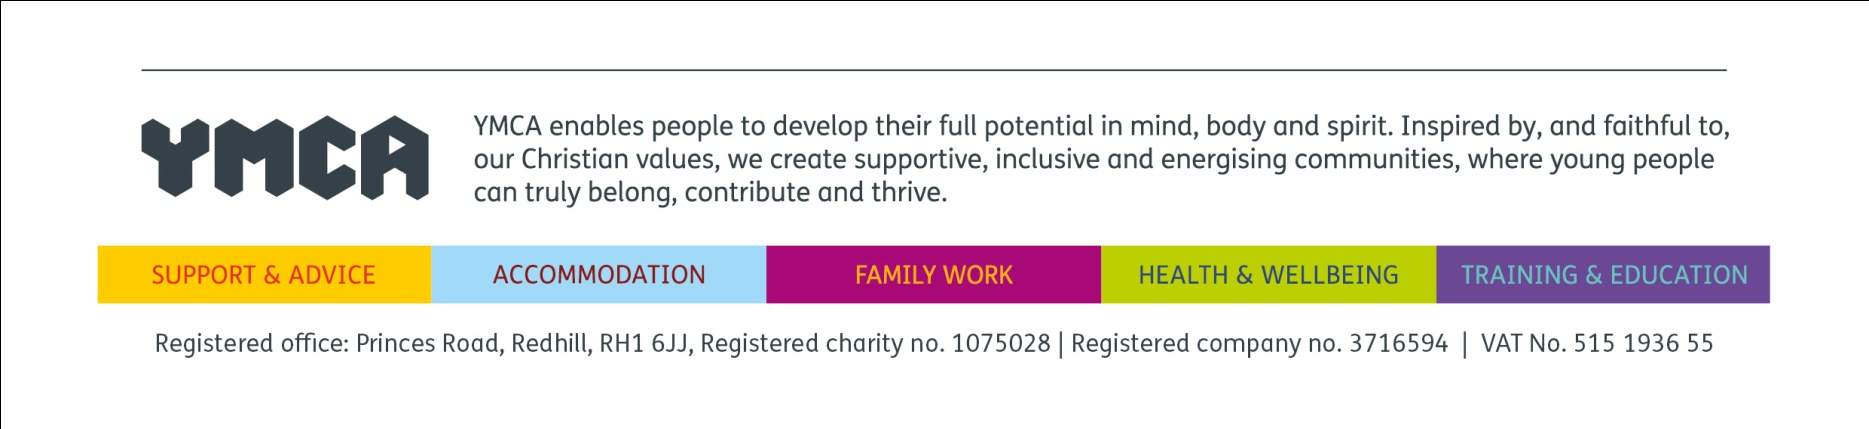 YMCA
YMCA enables people to develop their full potential in mind, body and spirit. Inspired by, and faithful to,
our Christian values, we create supportive, inclusive and energising communities, where young people
can truly belong, contribute and thrive.
SUPPORT & ADVICE ACCOMMODATION FAMILY WORK HEALTH & WELLBEING TRAINING & EDUCATION
Registered office: Princes Road, Redhill, RH1 6JJ, Registered charity no. 1075028 | Registered company no. 3716594 | VAT No. 515 1936 55